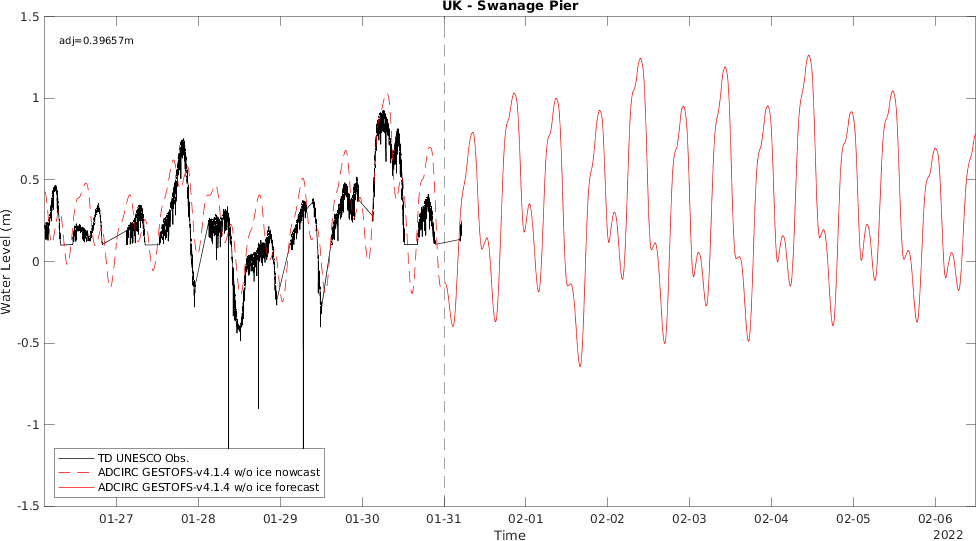 UK - Swanage Pier
adj=0.39657m
1.5
1
0.5
0
-0.5
-1
-1.5
Water Level (m)
TD UNESCO Obs.
ADCIRC GESTOFS-v4.1.4 w/o ice nowcast
ADCIRC GESTOFS-v4.1.4 w/o ice forecast
01-27 01-28 01-29 01-30 01-31 02-01 02-02 02-03 02-04 02-05 02-06
Time
2022